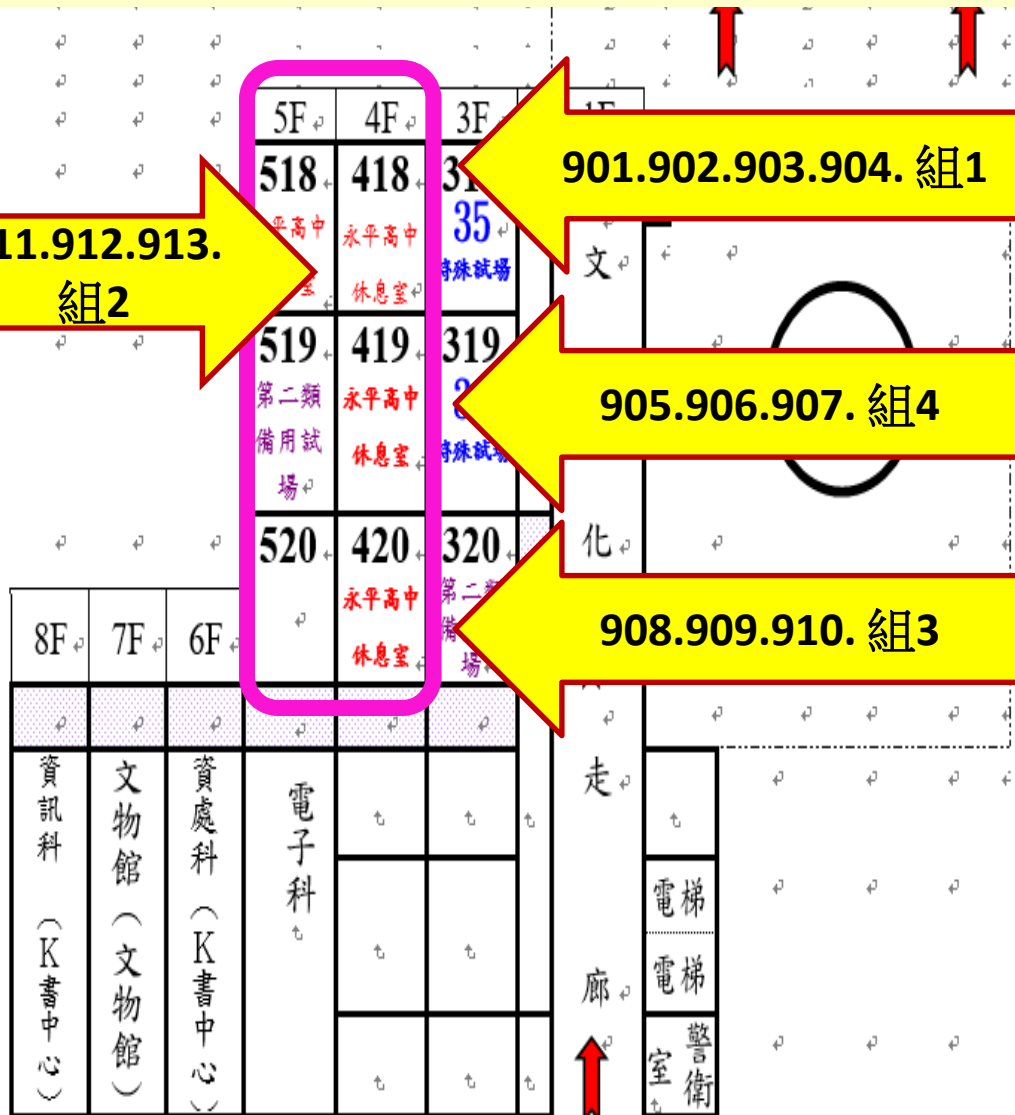 5F 4F 3F
518 418
永平高中
休息室
35
特殊試場
901.902.903.904. 組1
912.913.
組2
文
519 419 319
第二類
備用試
場
永平高中
休息室
特殊試場
905.906.907. 組4
化
520 420 320
永平高中
休息室
第二類
場
908.909.910. 組3
8F 7F 6F
走
廊
資訊科（K書中心）
文物館（文物館）
資處科（K書中心）
電子科
電梯
電梯
警衛室